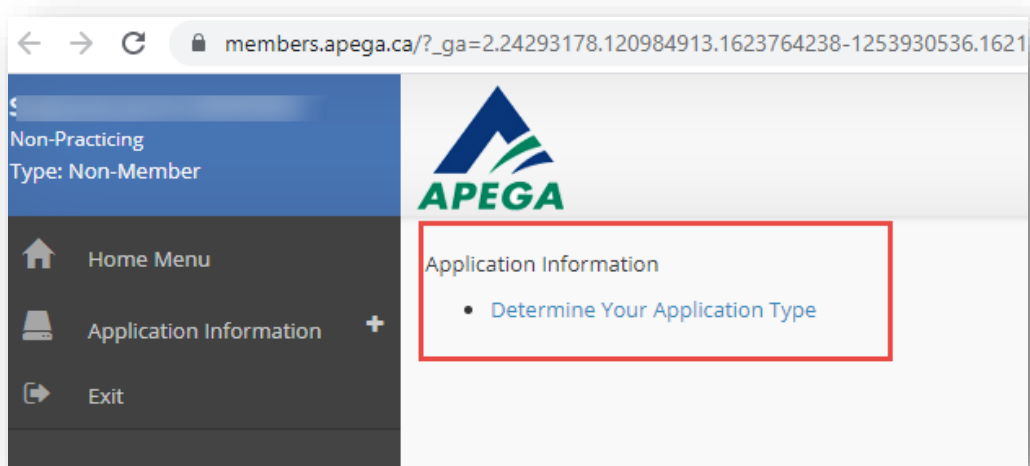 members.apega.ca/?_ga=2.24293178.120984913.1623764238-1253930536.1621
Non-Practicing
Type: Non-Member
APEGA
Home Menu
Application Information +
Exit
Application Information
• Determine Your Application Type